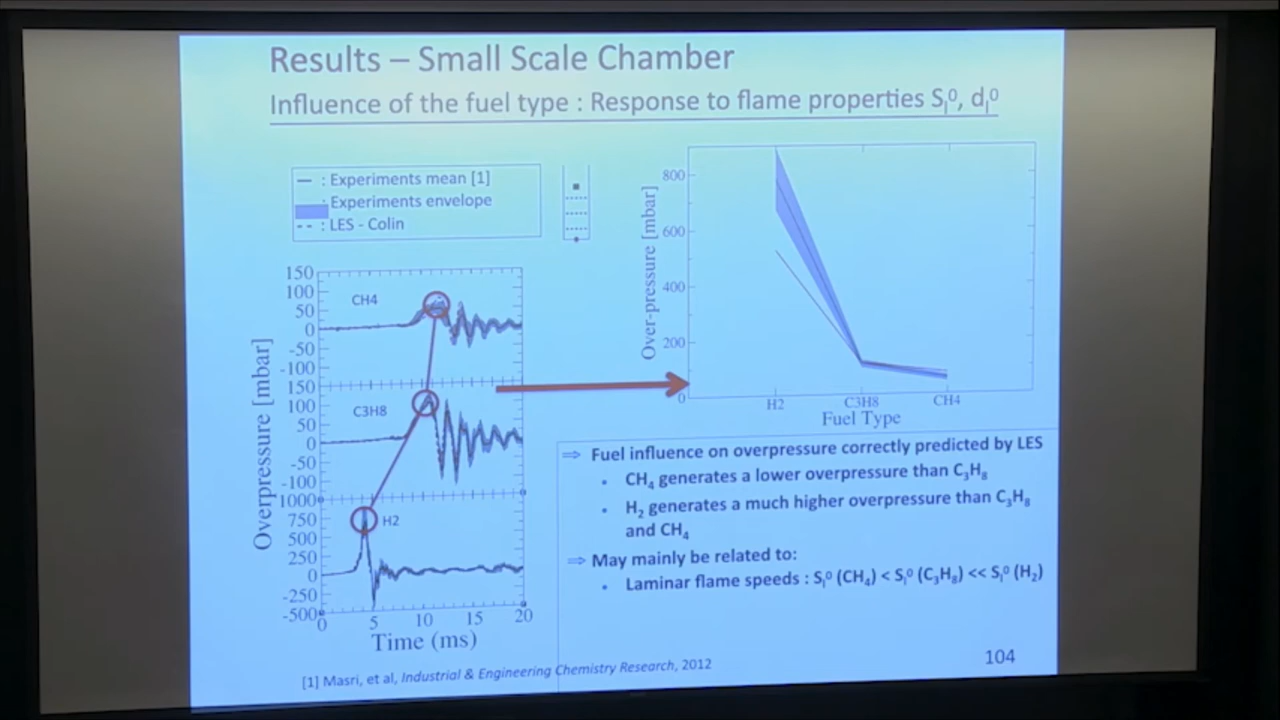 Results – Small Scale Chamber
Influence of the fuel type : Response to flame properties Sₗ⁰, dₗ⁰
— : Experiments mean [1]
: Experiments envelope
-- : LES - Colin
Overpressure [mbar]
150
100
50
0
-50
-100
CH4
150
100
50
0
-50
-100
C3H8
1000
750
500
250
0
-250
-500
H2
0 5 10 15 20
Time (ms)
Over-pressure [mbar]
800
600
400
200
0
H2 C3H8 CH4
Fuel Type
⇒ Fuel influence on overpressure correctly predicted by LES
• CH₄ generates a lower overpressure than C₃H₈
• H₂ generates a much higher overpressure than C₃H₈
and CH₄
⇒ May mainly be related to:
• Laminar flame speeds : Sₗ⁰ (CH₄) < Sₗ⁰ (C₃H₈) << Sₗ⁰ (H₂)
[1] Masri, et al, Industrial & Engineering Chemistry Research, 2012
104